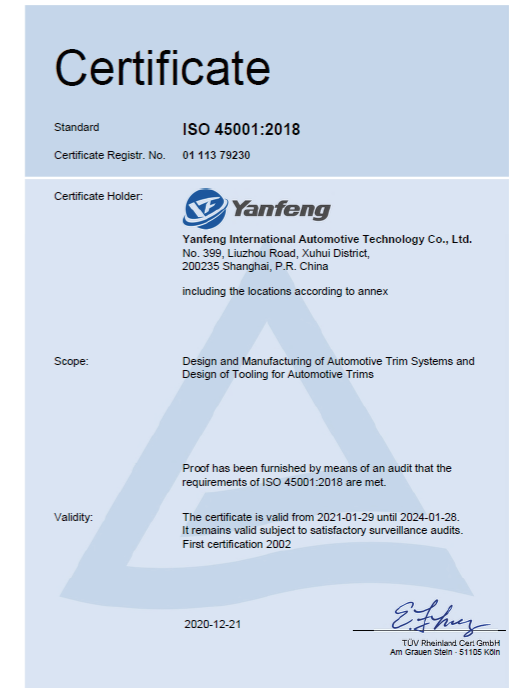 Certificate
Standard ISO 45001:2018
Certificate Registr. No. 01 113 79230
Certificate Holder:
Yanfeng
Yanfeng International Automotive Technology Co., Ltd.
No. 399, Liuzhou Road, Xuhui District,
200235 Shanghai, P.R. China
including the locations according to annex
Scope: Design and Manufacturing of Automotive Trim Systems and
Design of Tooling for Automotive Trims
Proof has been furnished by means of an audit that the
requirements of ISO 45001:2018 are met.
Validity: The certificate is valid from 2021-01-29 until 2024-01-28.
It remains valid subject to satisfactory surveillance audits.
First certification 2002
2020-12-21
TÜV Rheinland Cert GmbH
Am Grauen Stein · 51105 Köln